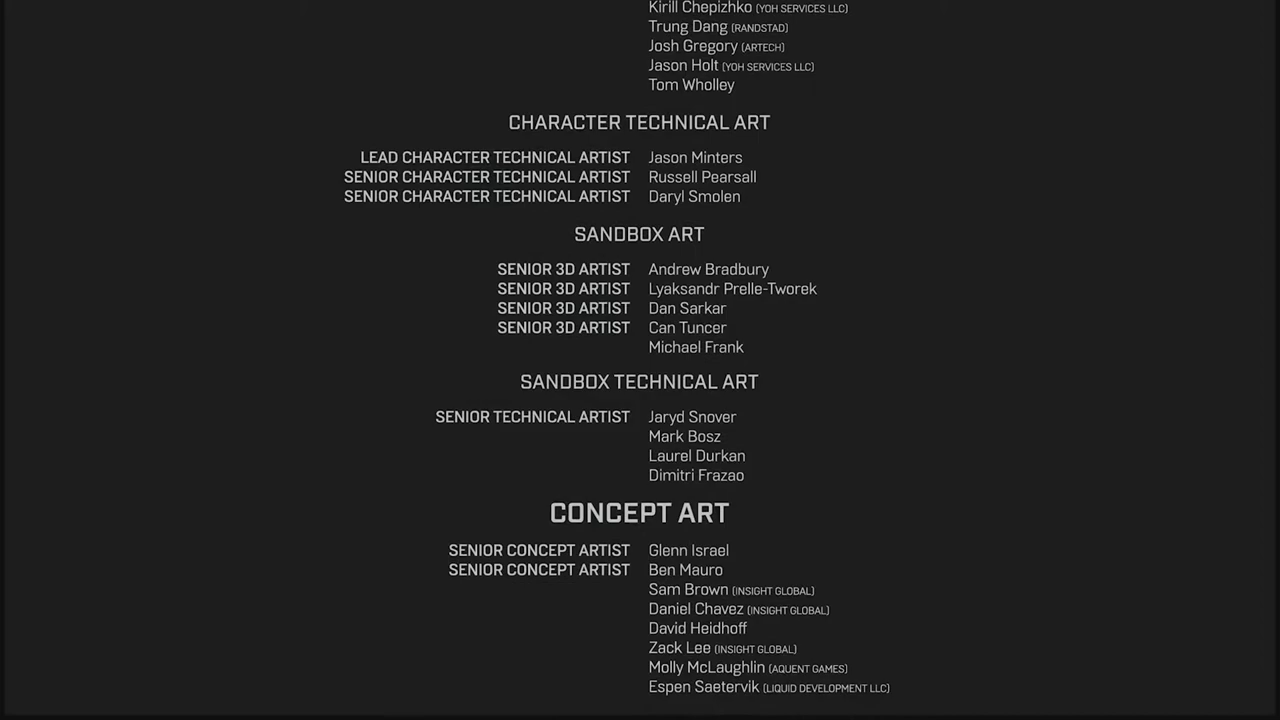 Kirill Chepizhko (YOH SERVICES LLC)
Trung Dang (RANDSTAD)
Josh Gregory (ARTECH)
Jason Holt (YOH SERVICES LLC)
Tom Wholley
CHARACTER TECHNICAL ART
LEAD CHARACTER TECHNICAL ARTIST Jason Minters
SENIOR CHARACTER TECHNICAL ARTIST Russell Pearsall
SENIOR CHARACTER TECHNICAL ARTIST Daryl Smolen
SANDBOX ART
SENIOR 3D ARTIST Andrew Bradbury
SENIOR 3D ARTIST Lyaksandr Prelle-Tworek
SENIOR 3D ARTIST Dan Sarkar
SENIOR 3D ARTIST Can Tuncer
Michael Frank
SANDBOX TECHNICAL ART
SENIOR TECHNICAL ARTIST Jaryd Snover
Mark Bosz
Laurel Durkan
Dimitri Frazao
CONCEPT ART
SENIOR CONCEPT ARTIST Glenn Israel
SENIOR CONCEPT ARTIST Ben Mauro
Sam Brown (INSIGHT GLOBAL)
Daniel Chavez (INSIGHT GLOBAL)
David Heidhoff
Zack Lee (INSIGHT GLOBAL)
Molly McLaughlin (AQUENT GAMES)
Espen Saetervik (LIQUID DEVELOPMENT LLC)